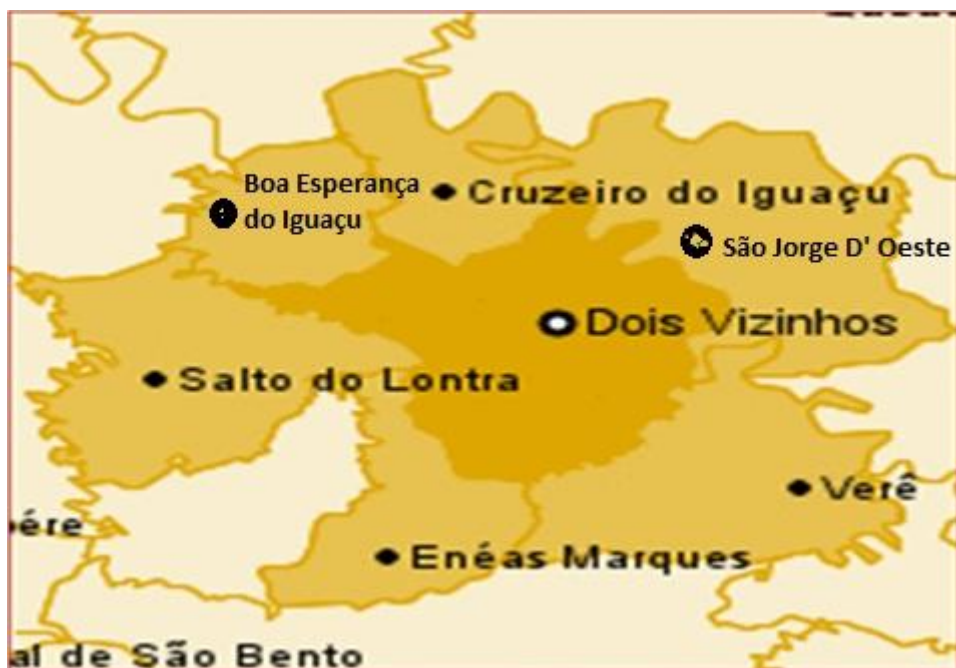 Boa Esperança
do Iguaçu
Cruzeiro do Iguaçu
São Jorge D' Oeste
Dois Vizinhos
Salto do Lontra
Verê
ére
Enéas Marques
al de São Bento